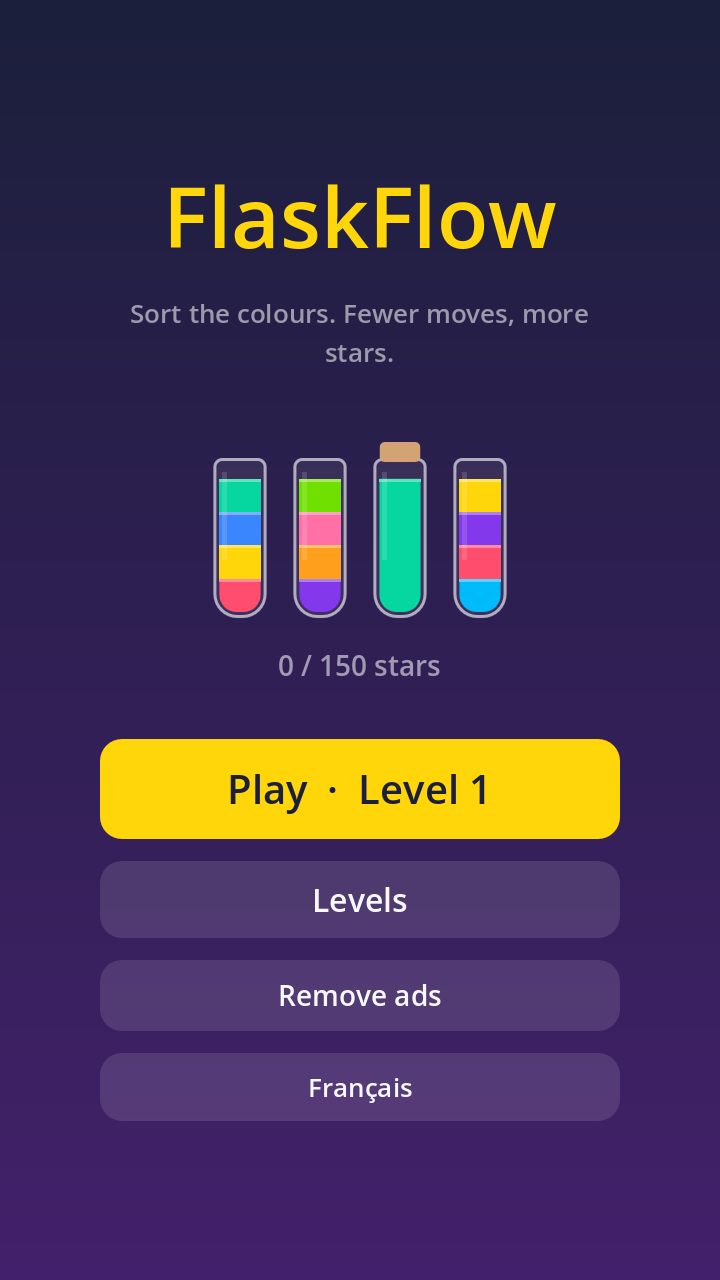 FlaskFlow
Sort the colours. Fewer moves, more
stars.
0 / 150 stars
Play · Level 1
Levels
Remove ads
Français